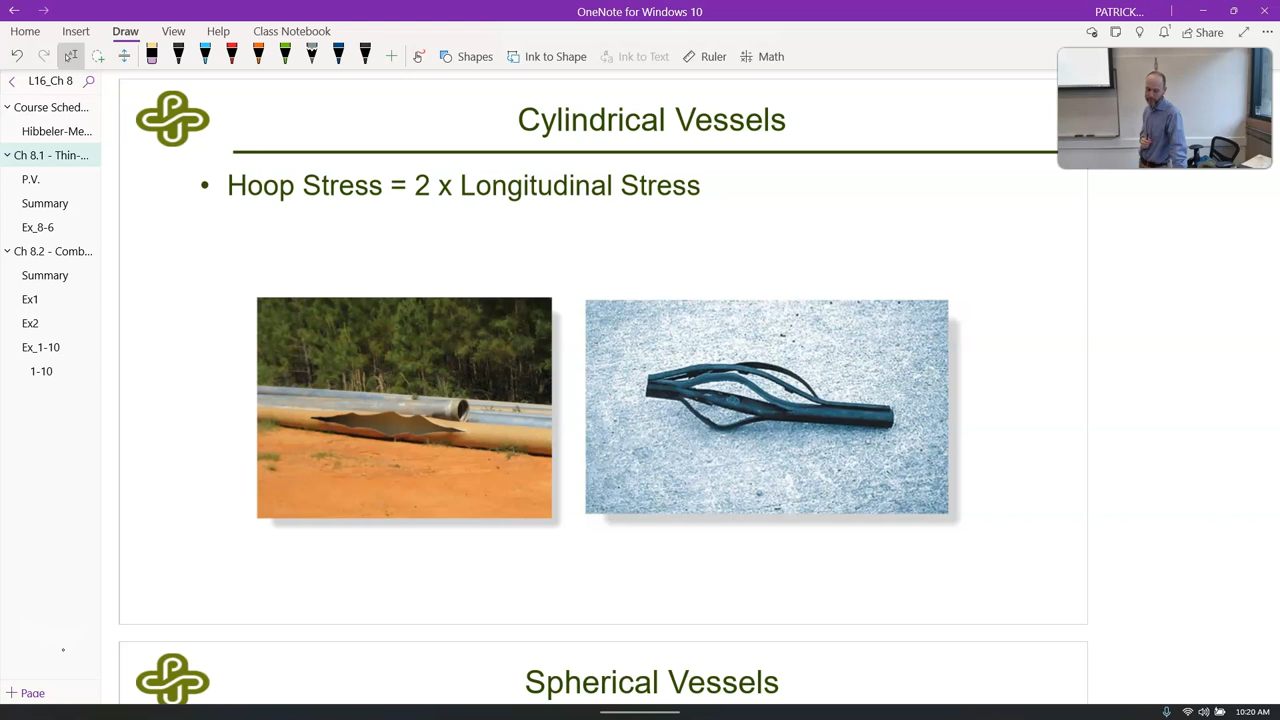 OneNote for Windows 10
PATRICK...
Home
Insert
Draw
View
Help
Class Notebook
Share
Shapes
Ink to Shape
Ink to Text
Ruler
Math
L16_Ch 8
Course Sched...
Hibbeler-Me...
Ch 8.1 - Thin-...
P.V.
Summary
Ex_8-6
Ch 8.2 - Comb...
Summary
Ex1
Ex2
Ex_1-10
1-10
Page
P
U
Cylindrical Vessels
• Hoop Stress = 2 x Longitudinal Stress
P
U
Spherical Vessels
10:20 AM